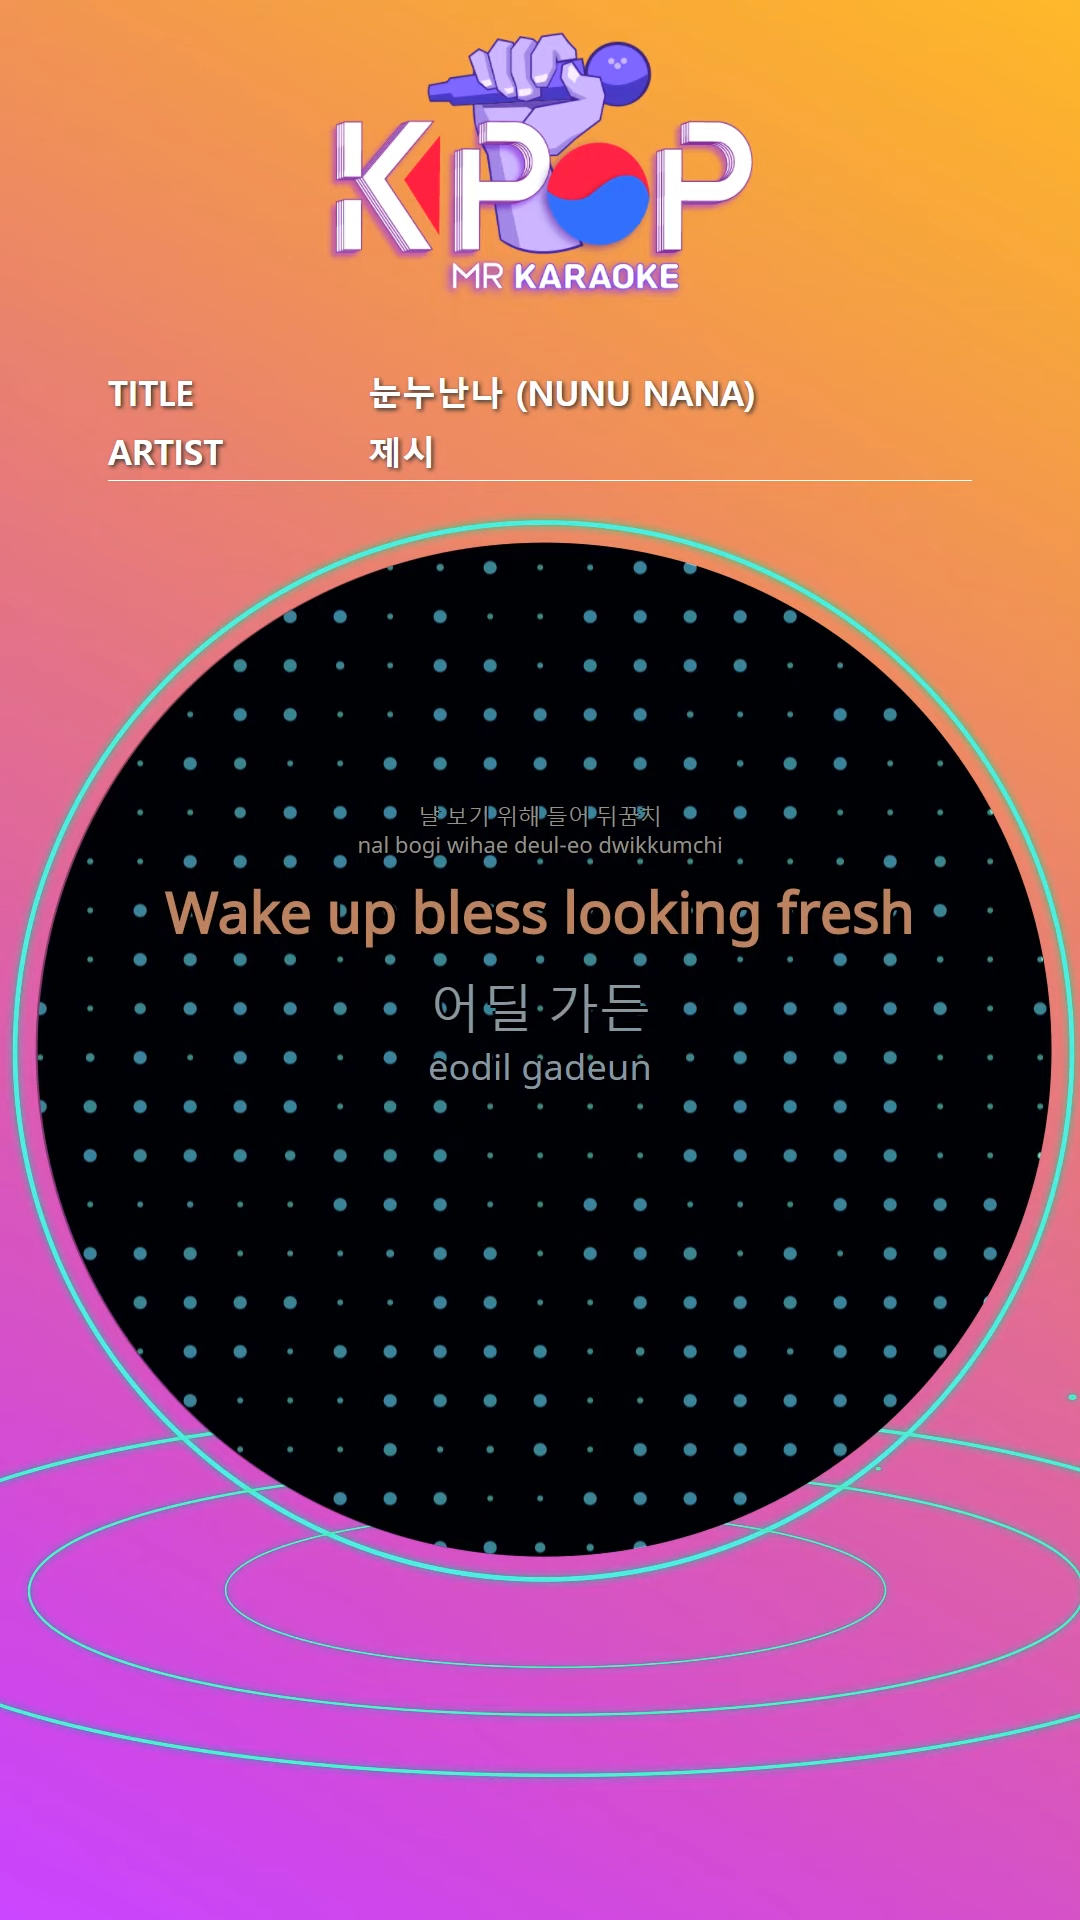 KPOP
MR KARAOKE
TITLE 눈누난나 (NUNU NANA)
ARTIST 제시
날 보기 위해 들어 뒤꿈치
nal bogi wihae deul-eo dwikkumchi
Wake up bless looking fresh
어딜 가든
eodil gadeun